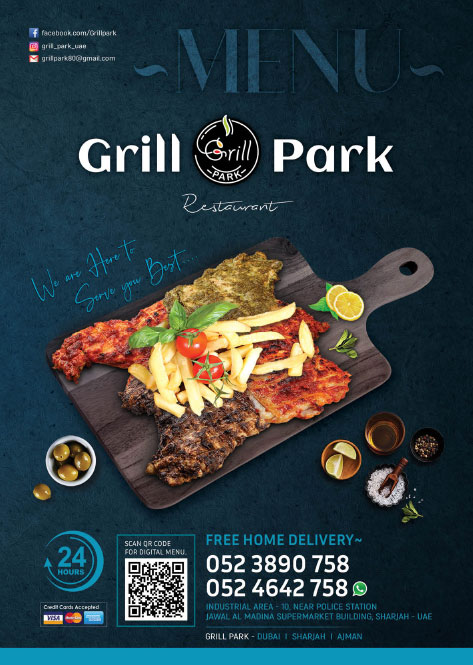 facebook.com/Grillpark
grill_park_uae
grillpark80@gmail.com
~MENU~
Grill Park
Grill
PARK
Restaurant
We are Here to
Serve you Best...
24
HOURS
SCAN QR CODE
FOR DIGITAL MENU.
FREE HOME DELIVERY~
052 3890 758
052 4642 758
INDUSTRIAL AREA - 10, NEAR POLICE STATION
JAWAL AL MADINA SUPERMARKET BUILDING, SHARJAH - UAE
Credit Cards Accepted
VISA
GRILL PARK - DUBAI I SHARJAH I AJMAN